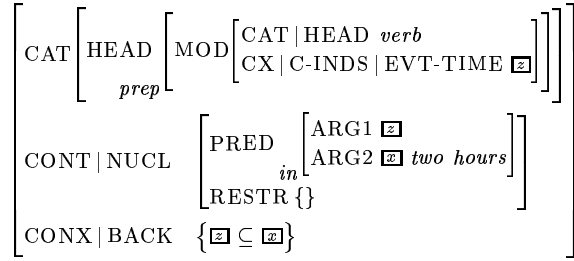 CAT [HEAD prep [MOD [CAT | HEAD verb
CX | C-INDS | EVT-TIME z]]]
CONT | NUCL [PRED in [ARG1 z
ARG2 x two hours]
RESTR {}]
CONX | BACK {z ⊆ x}